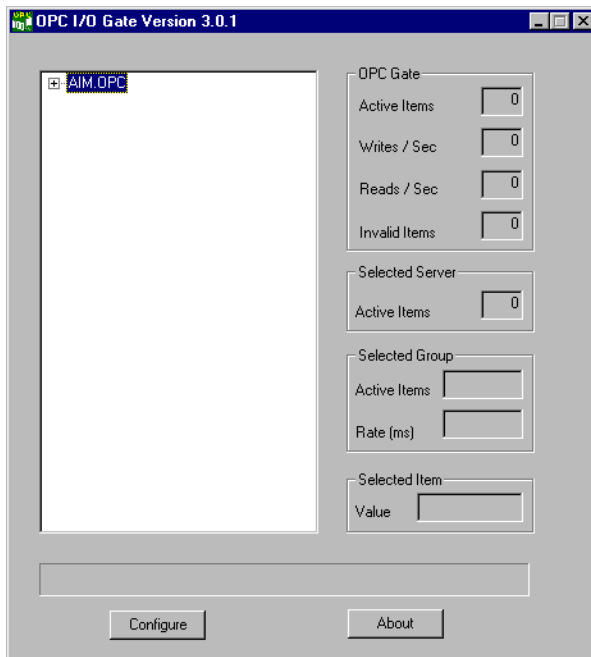 OPC I/O Gate Version 3.0.1
AIM.OPC
OPC Gate
Active Items 0
Writes / Sec 0
Reads / Sec 0
Invalid Items 0
Selected Server
Active Items 0
Selected Group
Active Items
Rate (ms)
Selected Item
Value
Configure About